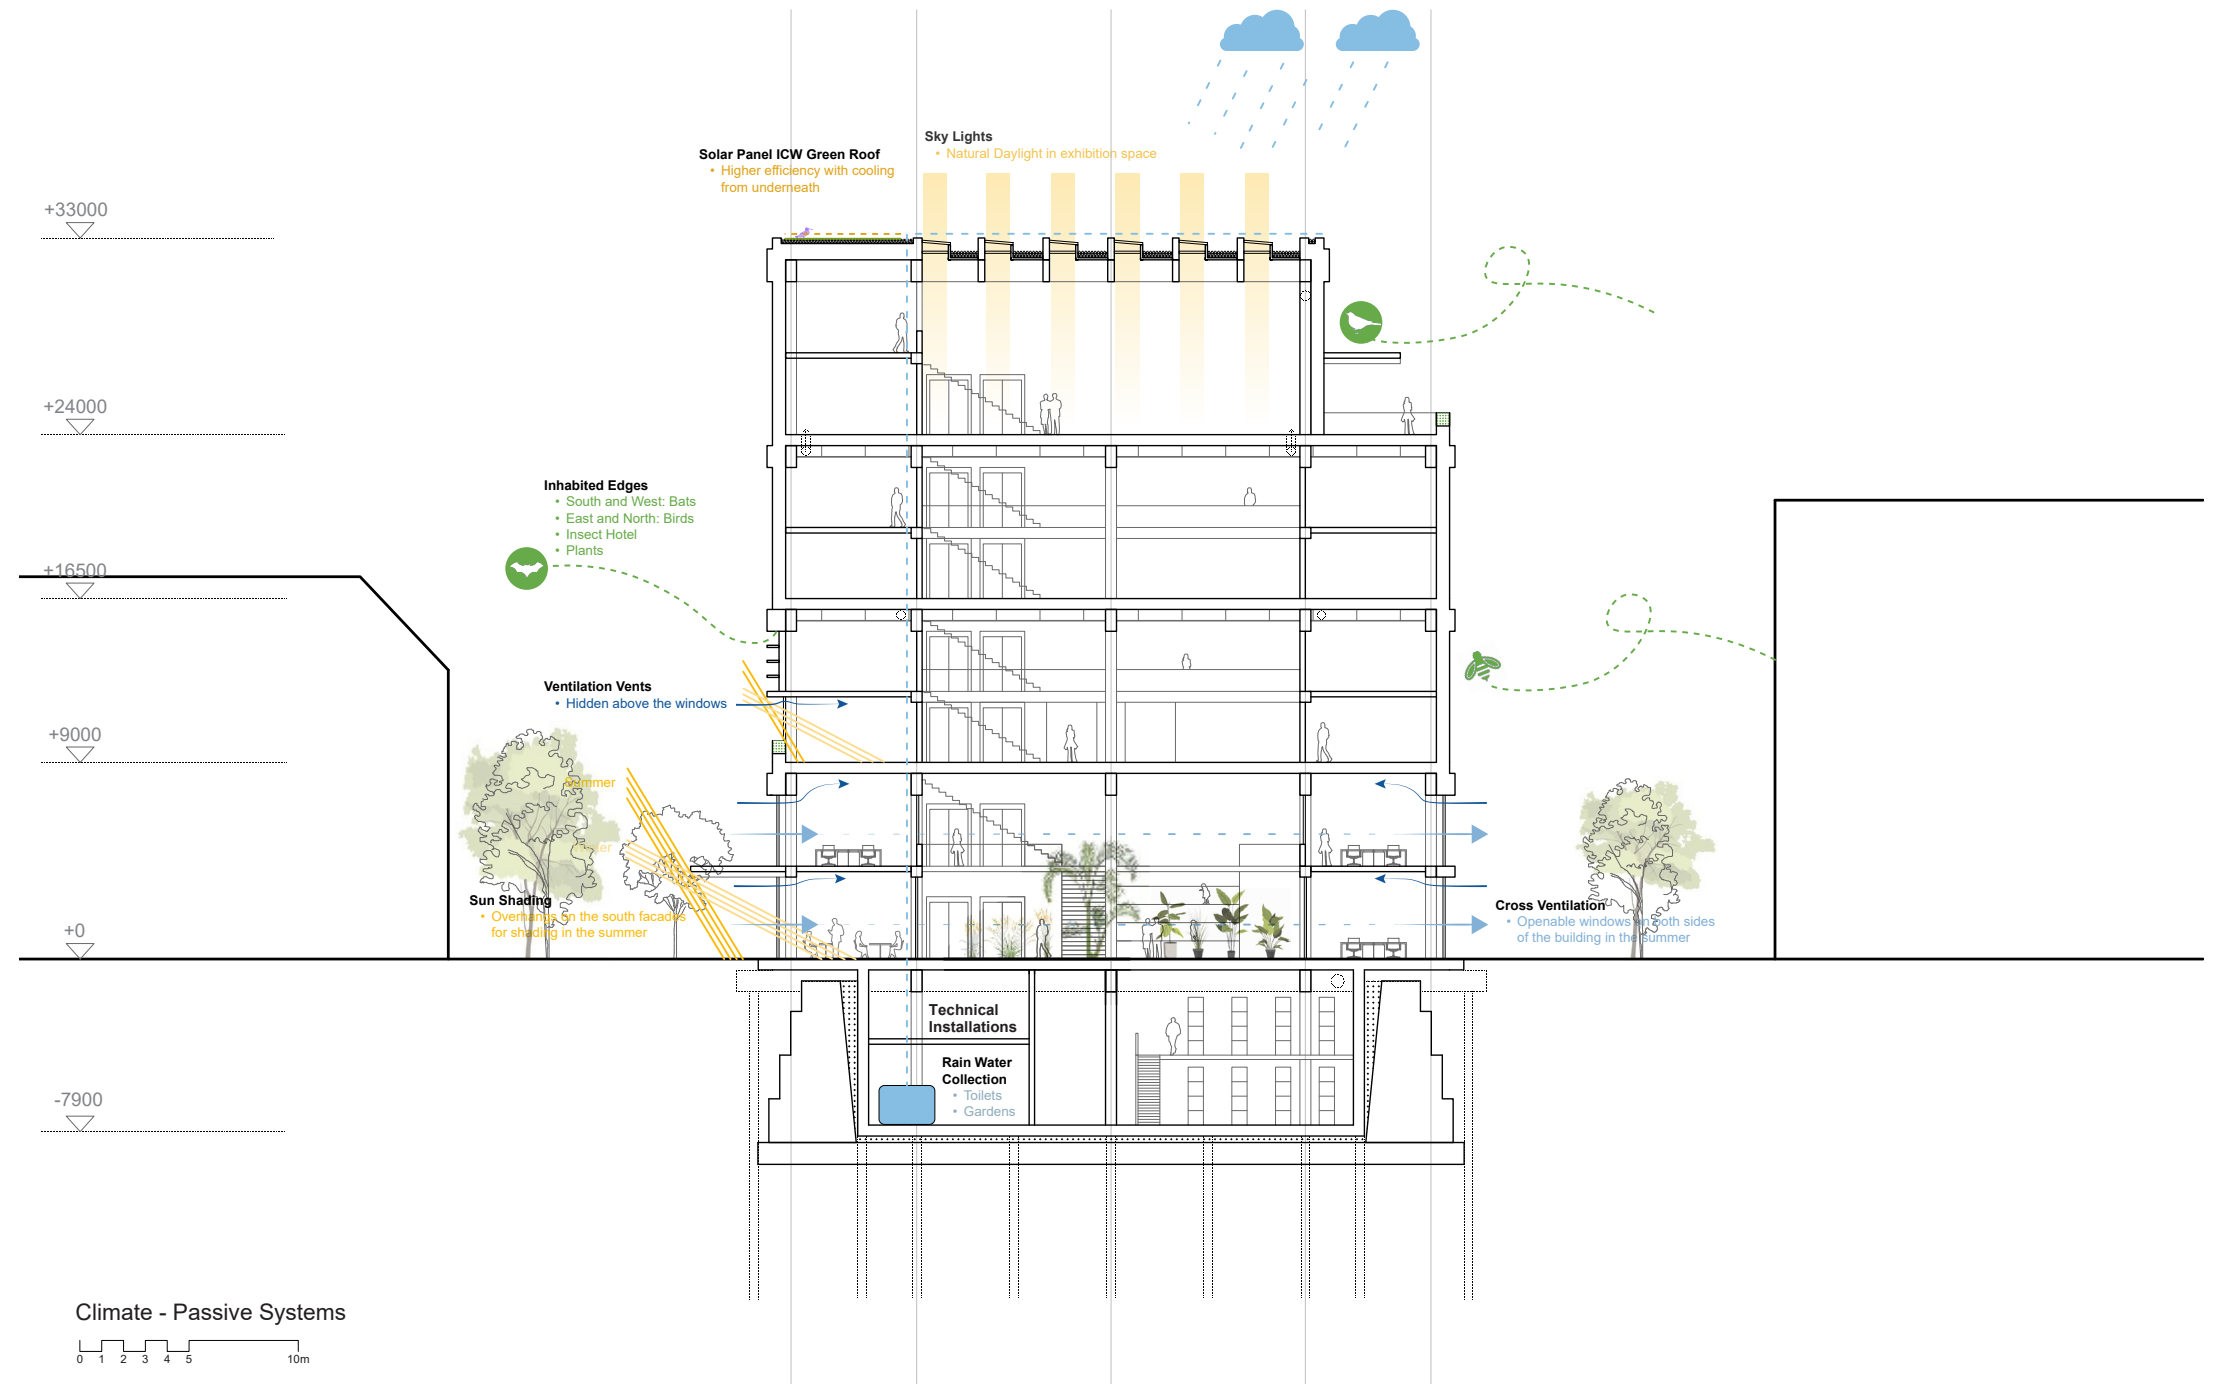 Sky Lights
• Natural Daylight in exhibition space
Solar Panel ICW Green Roof
• Higher efficiency with cooling
from underneath
+33000
+24000
Inhabited Edges
• South and West: Bats
• East and North: Birds
• Insect Hotel
• Plants
+16500
Ventilation Vents
• Hidden above the windows
+9000
Summer
Winter
Sun Shading
• Overhangs on the south facades
for shading in the summer
Cross Ventilation
• Openable windows on both sides
of the building in the summer
+0
Technical
Installations
Rain Water
Collection
• Toilets
• Gardens
-7900
Climate - Passive Systems
0 1 2 3 4 5 10m